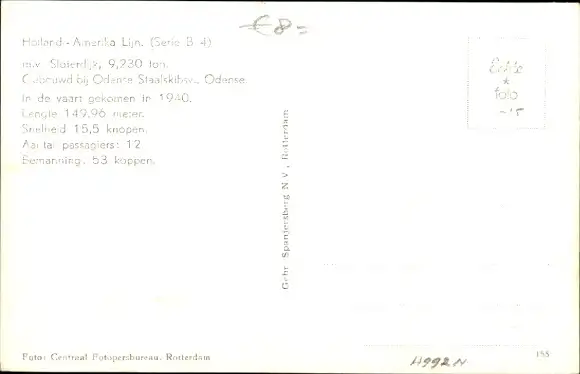 €8=
Holland-Amerika Lijn. (Serie B 4)
m.v. Sloterdijk, 9,230 ton.
Gebouwd bij Odense Staalskibsv., Odense.
In de vaart gekomen in 1940.
Lengte 149,96 meter.
Snelheid 15,5 knopen.
Aantal passagiers: 12
Bemanning: 53 koppen.
Gebr. Spanjersberg N.V., Rotterdam
Echte
*
foto
Foto: Centraal Fotopersbureau, Rotterdam
H992N
155